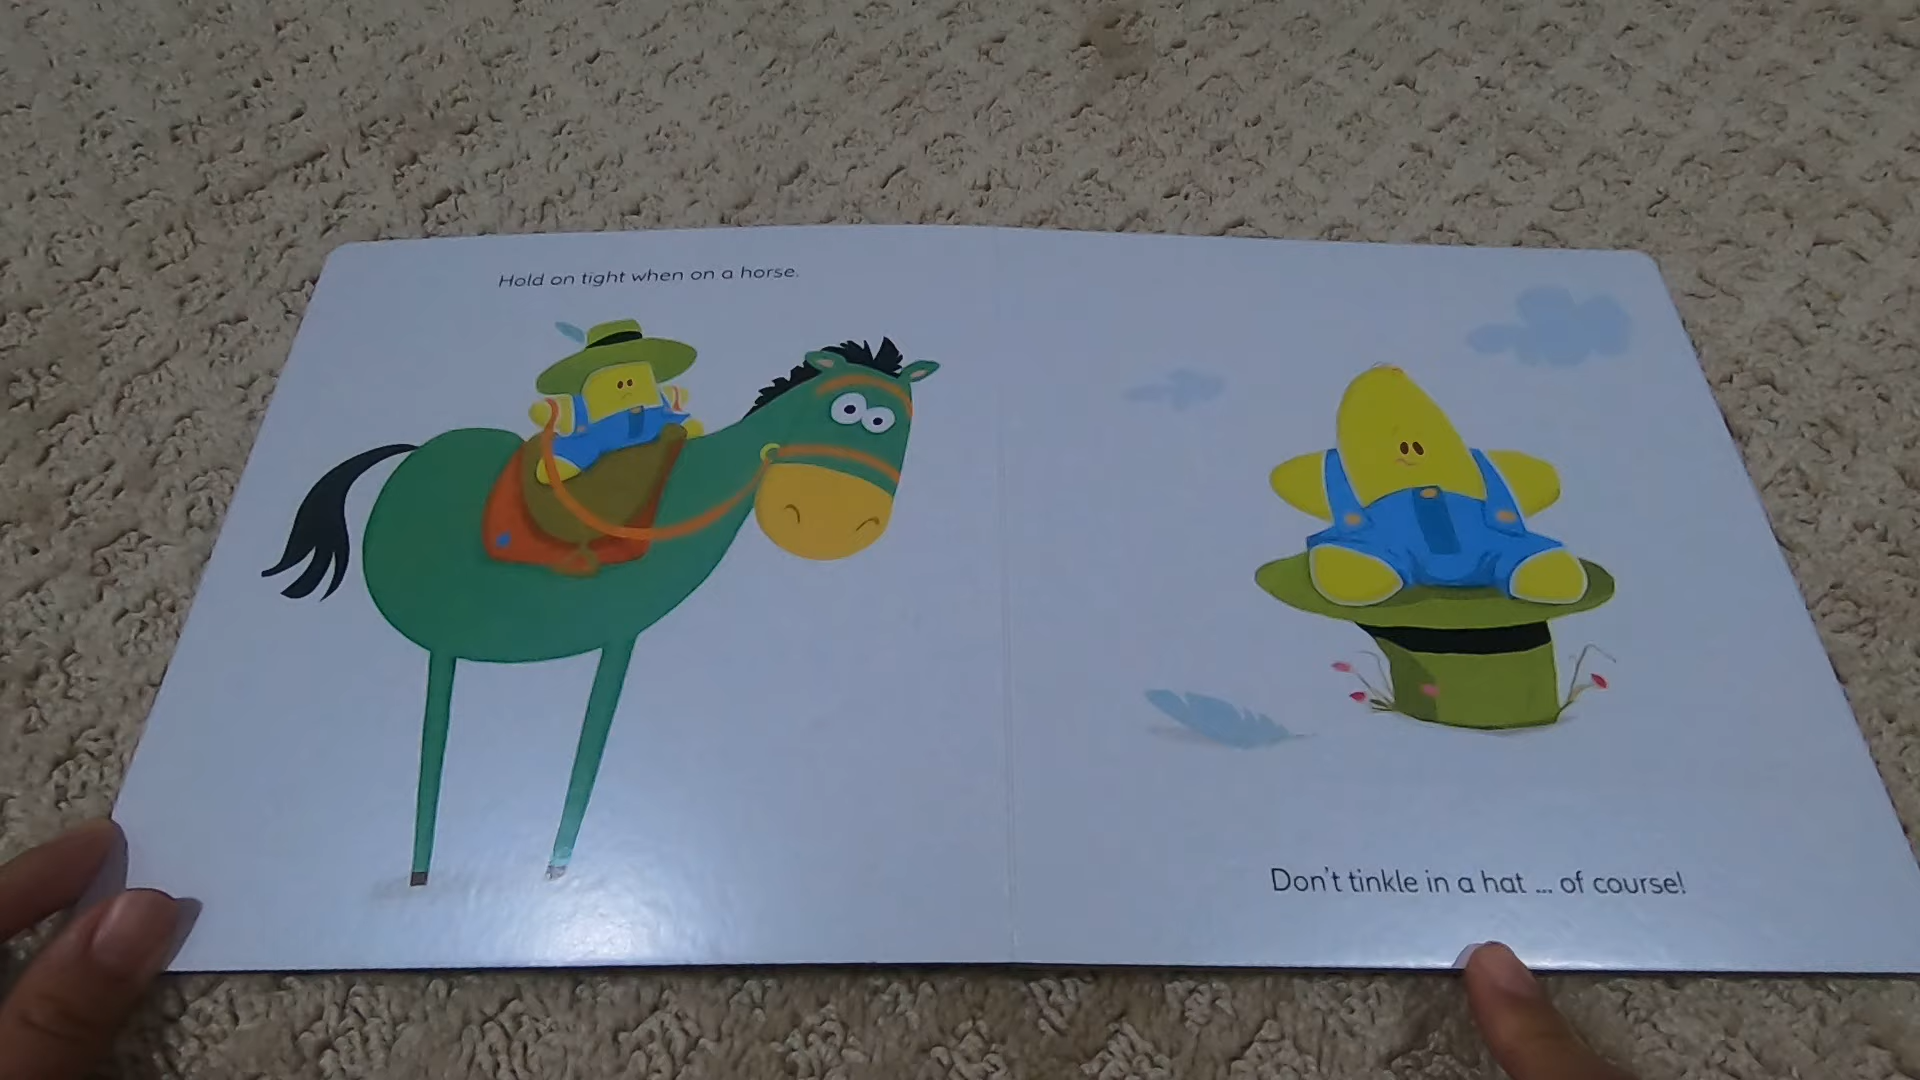 Hold on tight when on a horse.
Don't tinkle in a hat ... of course!